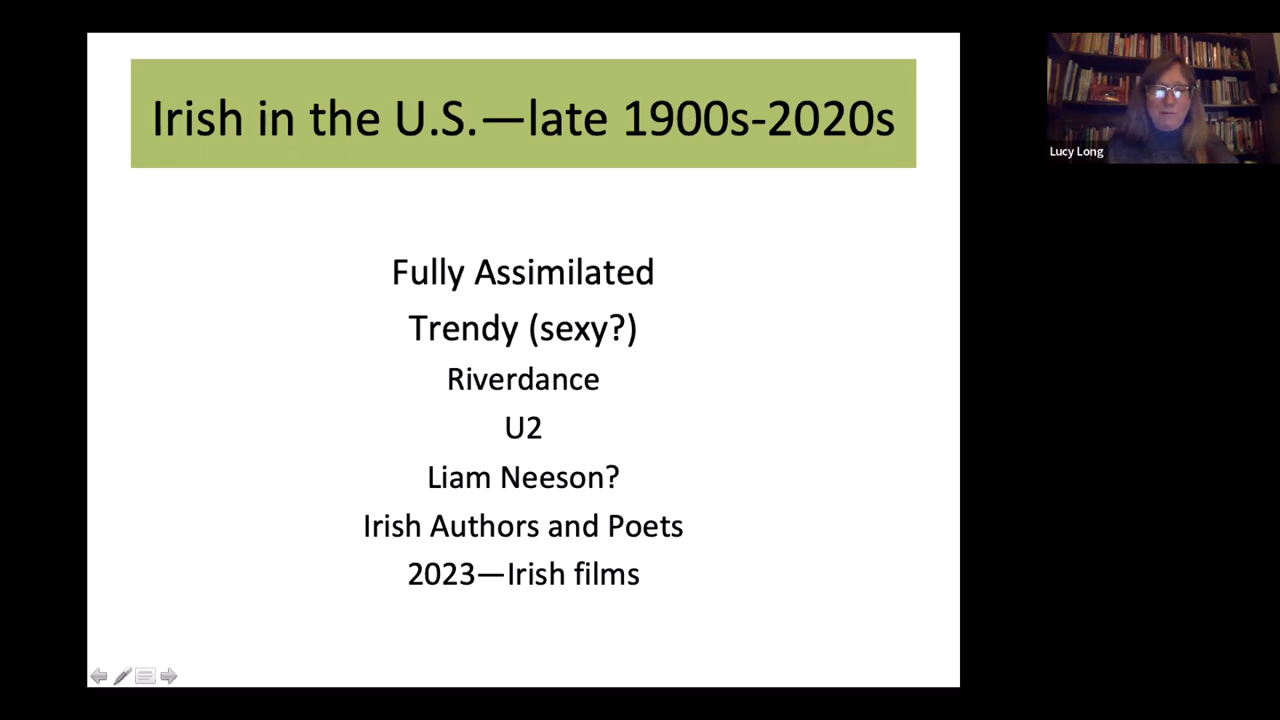 Irish in the U.S.—late 1900s-2020s
Fully Assimilated
Trendy (sexy?)
Riverdance
U2
Liam Neeson?
Irish Authors and Poets
2023—Irish films
Lucy Long